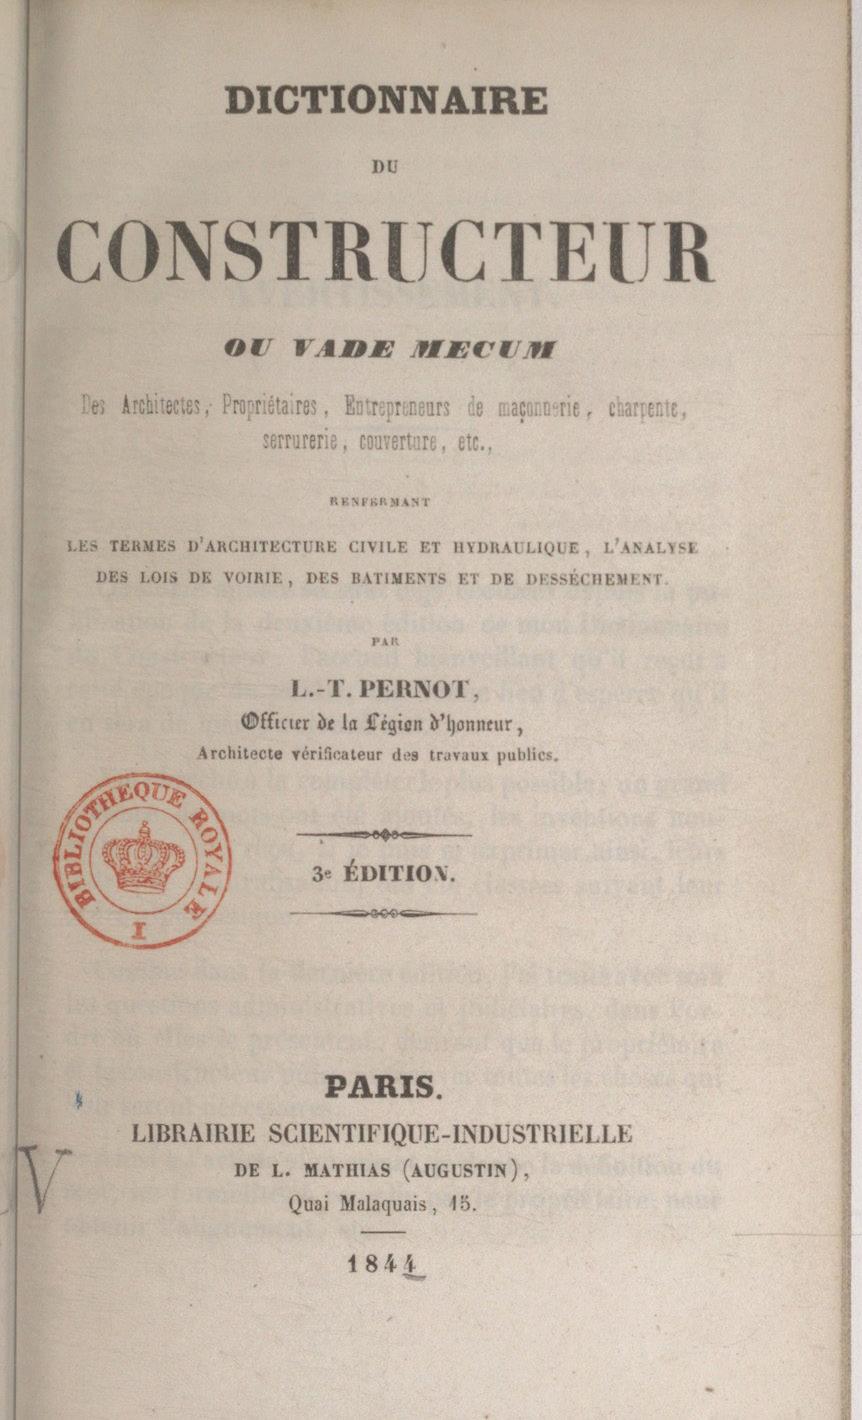 DICTIONNAIRE
DU
CONSTRUCTEUR
OU VADE MECUM
Des Architectes, Propriétaires, Entrepreneurs de maçonnerie, charpente,
serrurerie, couverture, etc.,
RENFERMANT
LES TERMES D'ARCHITECTURE CIVILE ET HYDRAULIQUE, L'ANALYSE
DES LOIS DE VOIRIE, DES BATIMENTS ET DE DESSÉCHEMENT.
PAR
L.-T. PERNOT,
Officier de la Légion d'honneur,
Architecte vérificateur des travaux publics.
BIBLIOTHEQUE ROYALE
I
3e ÉDITION.
PARIS.
LIBRAIRIE SCIENTIFIQUE-INDUSTRIELLE
DE L. MATHIAS (AUGUSTIN),
Quai Malaquais, 15.
V
1844